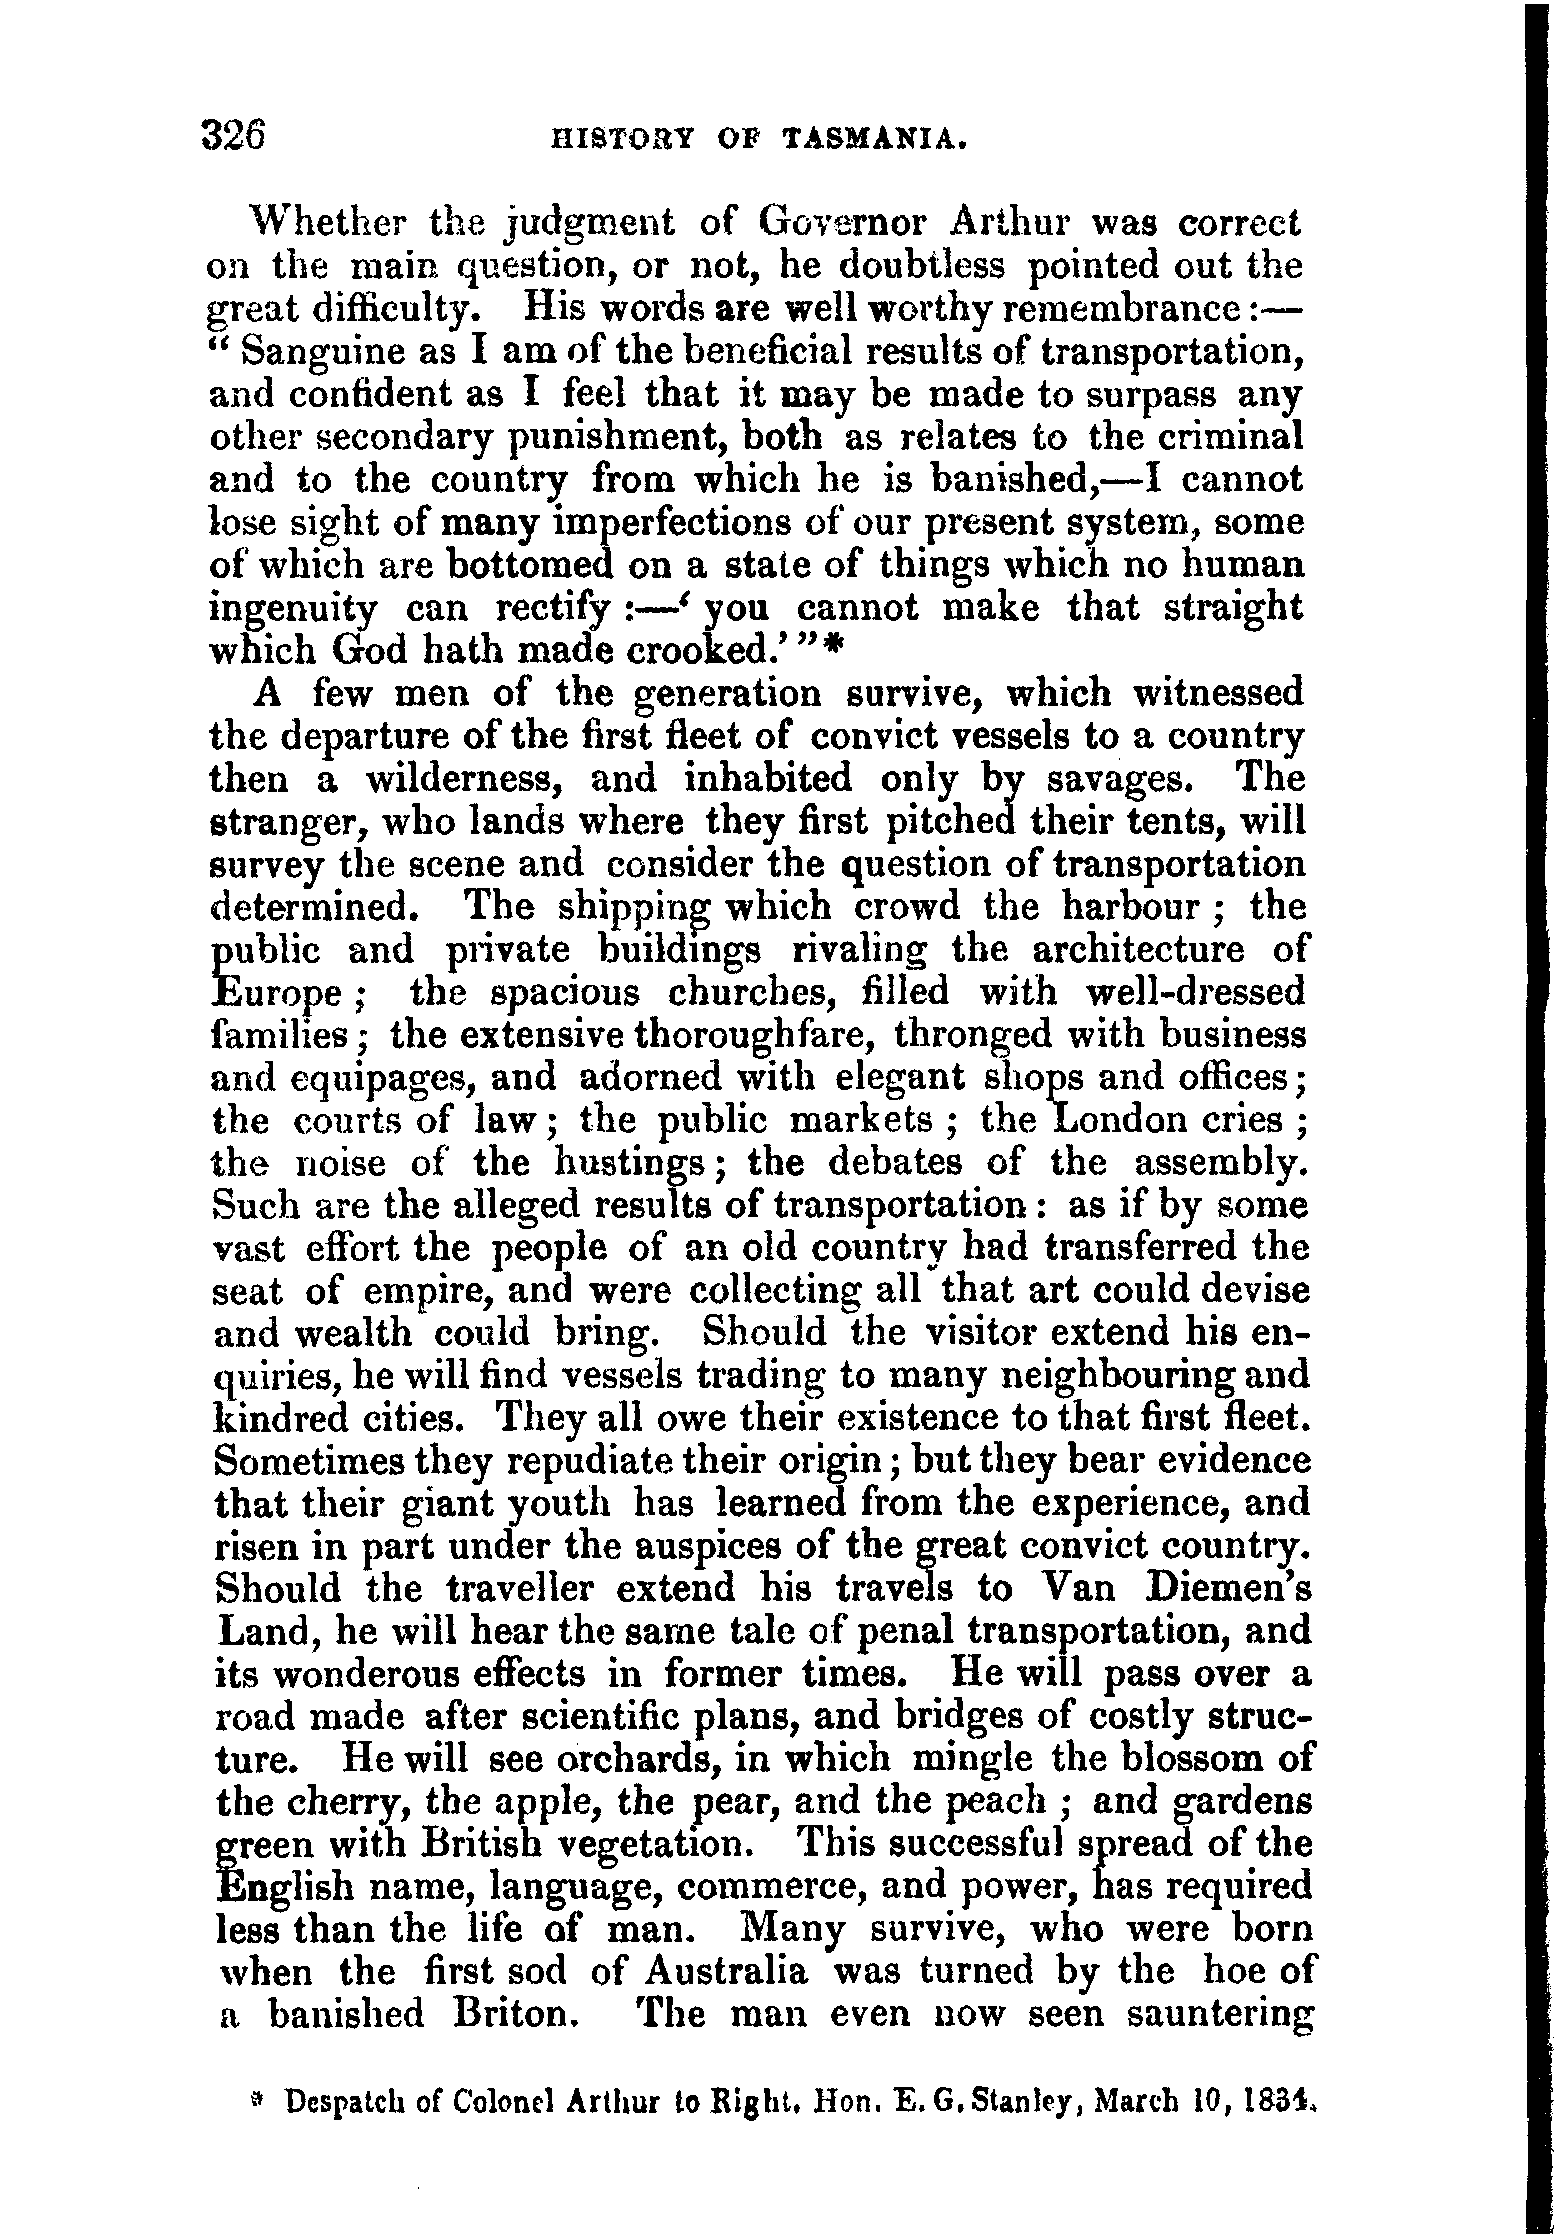 326 HISTORY OF TASMANIA.
Whether the judgment of Governor Arthur was correct
on the main question, or not, he doubtless pointed out the
great difficulty. His words are well worthy remembrance :—
" Sanguine as I am of the beneficial results of transportation,
and confident as I feel that it may be made to surpass any
other secondary punishment, both as relates to the criminal
and to the country from which he is banished,—I cannot
lose sight of many imperfections of our present system, some
of which are bottomed on a state of things which no human
ingenuity can rectify :—' you cannot make that straight
which God hath made crooked.' "*
A few men of the generation survive, which witnessed
the departure of the first fleet of convict vessels to a country
then a wilderness, and inhabited only by savages. The
stranger, who lands where they first pitched their tents, will
survey the scene and consider the question of transportation
determined. The shipping which crowd the harbour ; the
public and private buildings rivaling the architecture of
Europe ; the spacious churches, filled with well-dressed
families ; the extensive thoroughfare, thronged with business
and equipages, and adorned with elegant shops and offices ;
the courts of law ; the public markets ; the London cries ;
the noise of the hustings ; the debates of the assembly.
Such are the alleged results of transportation : as if by some
vast effort the people of an old country had transferred the
seat of empire, and were collecting all that art could devise
and wealth could bring. Should the visitor extend his en-
quiries, he will find vessels trading to many neighbouring and
kindred cities. They all owe their existence to that first fleet.
Sometimes they repudiate their origin ; but they bear evidence
that their giant youth has learned from the experience, and
risen in part under the auspices of the great convict country.
Should the traveller extend his travels to Van Diemen's
Land, he will hear the same tale of penal transportation, and
its wonderous effects in former times. He will pass over a
road made after scientific plans, and bridges of costly struc-
ture. He will see orchards, in which mingle the blossom of
the cherry, the apple, the pear, and the peach ; and gardens
green with British vegetation. This successful spread of the
English name, language, commerce, and power, has required
less than the life of man. Many survive, who were born
when the first sod of Australia was turned by the hoe of
a banished Briton. The man even now seen sauntering
* Despatch of Colonel Arthur to Right. Hon. E. G. Stanley, March 10, 1834.